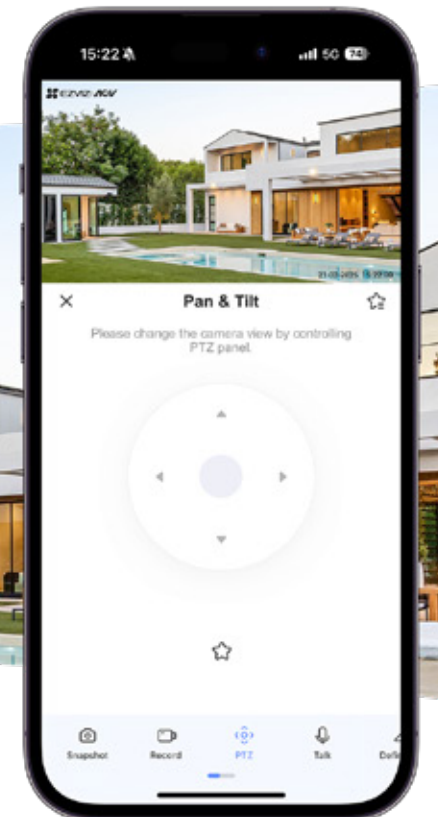 15:22
5G 74
EZVIZ
Pan & Tilt
Please change the camera view by controlling
PTZ panel.
Snapshot
Record
PTZ
Talk